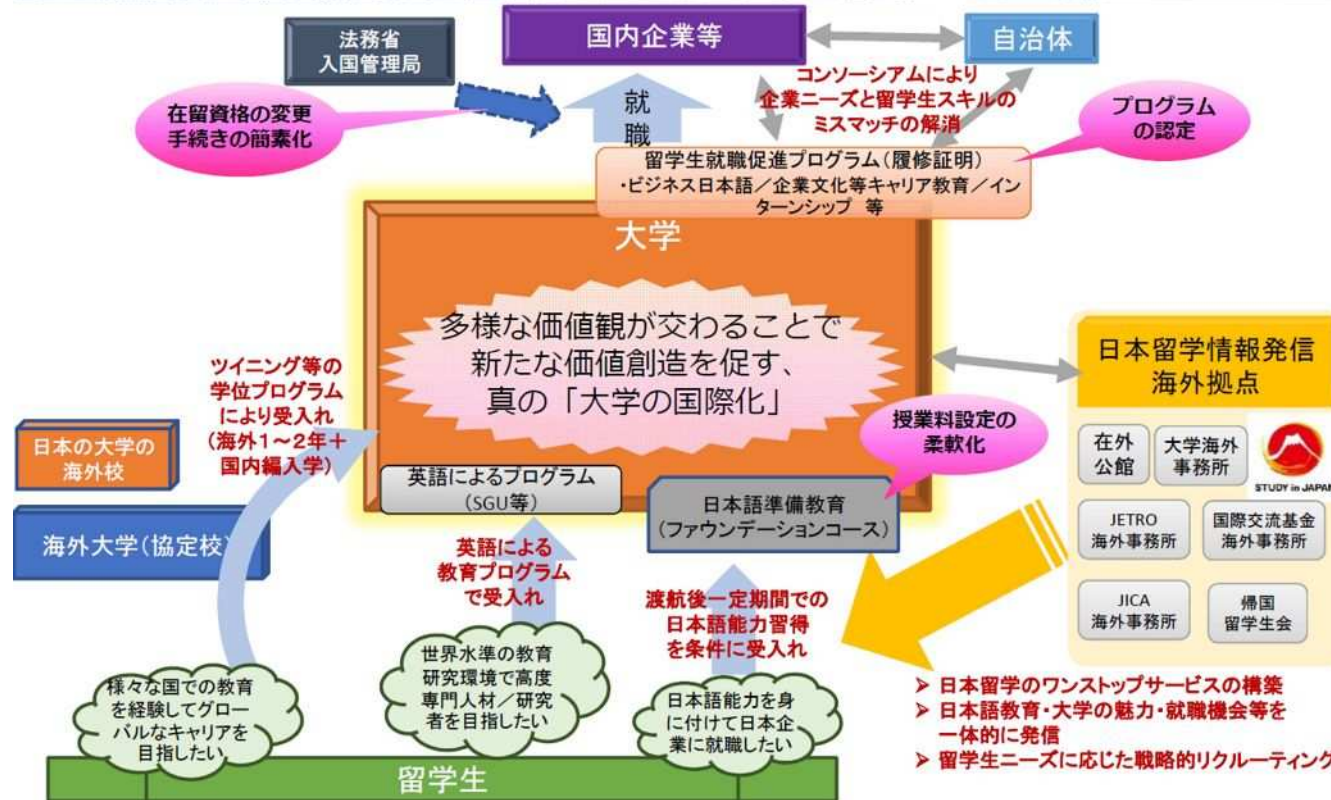 法務省
入国管理局
国内企業等
自治体
在留資格の変更
手続きの簡素化
就
職
コンソーシアムにより
企業ニーズと留学生スキルの
ミスマッチの解消
プログラム
の認定
留学生就職促進プログラム（履修証明）
・ビジネス日本語／企業文化等キャリア教育／イン
ターンシップ 等
大学
多様な価値観が交わることで
新たな価値創造を促す、
真の「大学の国際化」
ツイニング等の
学位プログラム
により受入れ
（海外１～２年＋
国内編入学）
日本の大学の
海外校
海外大学（協定校）
英語によるプログラム
（SGU等）
日本語準備教育
（ファウンデーションコース）
授業料設定の
柔軟化
日本留学情報発信
海外拠点
在外
公館
大学海外
事務所
STUDY in JAPAN
JETRO
海外事務所
国際交流基金
海外事務所
JICA
海外事務所
帰国
留学生会
英語による
教育プログラム
で受入れ
渡航後一定期間での
日本語能力習得
を条件に受入れ
様々な国での教育
を経験してグロー
バルなキャリアを
目指したい
世界水準の教育
研究環境で高度
専門人材／研究
者を目指したい
日本語能力を身
に付けて日本企
業に就職したい
➢ 日本留学のワンストップサービスの構築
➢ 日本語教育・大学の魅力・就職機会等を
一体的に発信
➢ 留学生ニーズに応じた戦略的リクルーティング
留学生